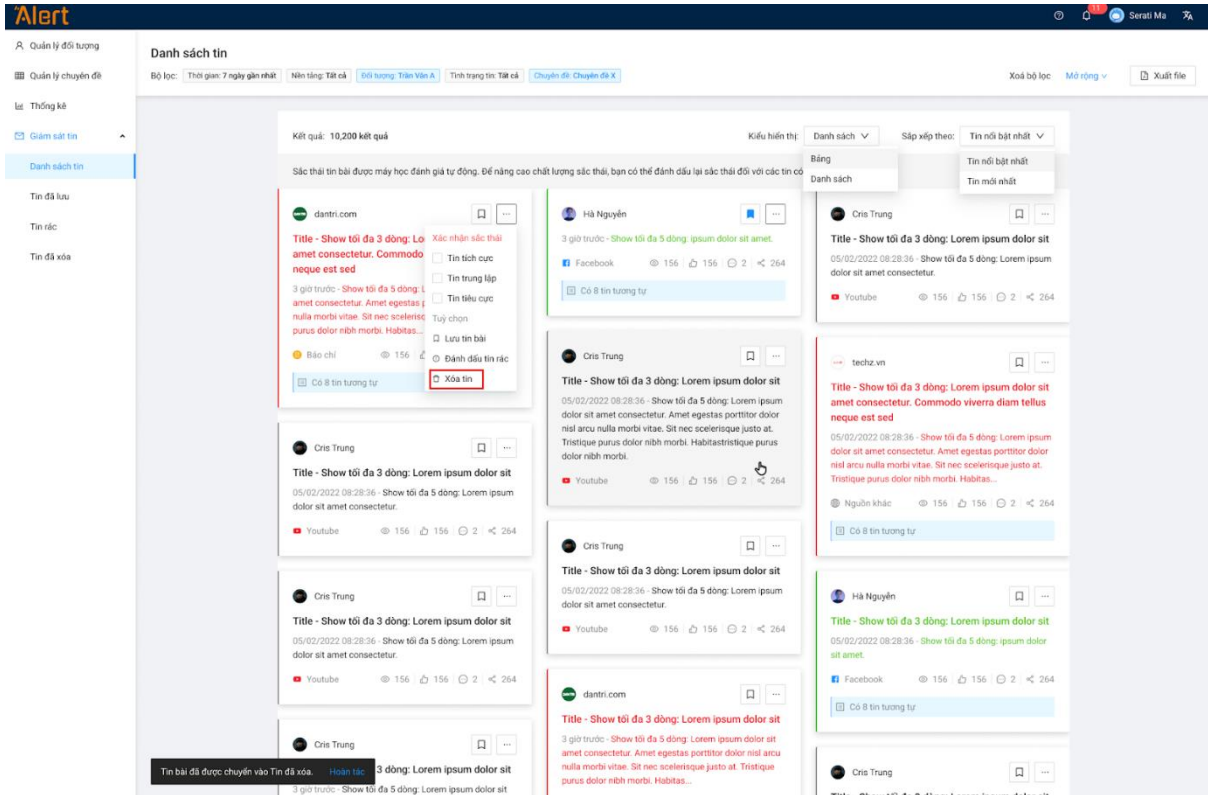 Alert
11
Serati Ma
Quản lý đối tượng
Quản lý chuyên đề
Thống kê
Giám sát tin
Danh sách tin
Tin đã lưu
Tin rác
Tin đã xóa
Danh sách tin
Bộ lọc: Thời gian: 7 ngày gần nhất Nền tảng: Tất cả Đối tượng: Trần Văn A Tình trạng tin: Tất cả Chuyên đề: Chuyên đề X
Xoá bộ lọc Mở rộng Xuất file
Kết quả: 10,200 kết quả
Kiểu hiển thị: Danh sách
Sắp xếp theo: Tin nổi bật nhất
Bảng
Danh sách
Tin nổi bật nhất
Tin mới nhất
Sắc thái tin bài được máy học đánh giá tự động. Để nâng cao chất lượng sắc thái, bạn có thể đánh dấu lại sắc thái đối với các tin có
dantri.com
Title - Show tối đa 3 dòng: Lo
amet consectetur. Commodo
neque est sed
3 giờ trước - Show tối đa 5 dòng: L
amet consectetur. Amet egestas p
nulla morbi vitae. Sit nec scelerisq
purus dolor nibh morbi. Habitas...
Báo chí 156
Có 8 tin tương tự
Xác nhận sắc thái
Tin tích cực
Tin trung lập
Tin tiêu cực
Tuỳ chọn
Lưu tin bài
Đánh dấu tin rác
Xóa tin
Cris Trung
Title - Show tối đa 3 dòng: Lorem ipsum dolor sit
05/02/2022 08:28:36 - Show tối đa 5 dòng: Lorem ipsum
dolor sit amet consectetur.
Youtube 156 156 2 264
Cris Trung
Title - Show tối đa 3 dòng: Lorem ipsum dolor sit
05/02/2022 08:28:36 - Show tối đa 5 dòng: Lorem ipsum
dolor sit amet consectetur.
Youtube 156 156 2 264
Cris Trung
3 dòng: Lorem ipsum dolor sit
3 giờ trước - Show tối đa 5 dòng: Lorem ipsum dolor sit
Tin bài đã được chuyển vào Tin đã xóa. Hoàn tác
Hà Nguyên
3 giờ trước - Show tối đa 5 dòng: ipsum dolor sit amet.
Facebook 156 156 2 264
Có 8 tin tương tự
Cris Trung
Title - Show tối đa 3 dòng: Lorem ipsum dolor sit
05/02/2022 08:28:36 - Show tối đa 5 dòng: Lorem ipsum
dolor sit amet consectetur. Amet egestas porttitor dolor
nisl arcu nulla morbi vitae. Sit nec scelerisque justo at.
Tristique purus dolor nibh morbi. Habitastristique purus
dolor nibh morbi.
Youtube 156 156 2 264
Cris Trung
Title - Show tối đa 3 dòng: Lorem ipsum dolor sit
05/02/2022 08:28:36 - Show tối đa 5 dòng: Lorem ipsum
dolor sit amet consectetur.
Youtube 156 156 2 264
dantri.com
Title - Show tối đa 3 dòng: Lorem ipsum dolor sit
3 giờ trước - Show tối đa 5 dòng: Lorem ipsum dolor sit
amet consectetur. Amet egestas porttitor dolor nisl arcu
nulla morbi vitae. Sit nec scelerisque justo at. Tristique
purus dolor nibh morbi. Habitas...
Cris Trung
Title - Show tối đa 3 dòng: Lorem ipsum dolor sit
05/02/2022 08:28:36 - Show tối đa 5 dòng: Lorem ipsum
dolor sit amet consectetur.
Youtube 156 156 2 264
techz.vn
Title - Show tối đa 3 dòng: Lorem ipsum dolor sit
amet consectetur. Commodo viverra diam tellus
neque est sed
05/02/2022 08:28:36 - Show tối đa 5 dòng: Lorem ipsum
dolor sit amet consectetur. Amet egestas porttitor dolor
nisl arcu nulla morbi vitae. Sit nec scelerisque justo at.
Tristique purus dolor nibh morbi. Habitas...
Nguồn khác 156 156 2 264
Có 8 tin tương tự
Hà Nguyên
Title - Show tối đa 3 dòng: Lorem ipsum dolor sit
05/02/2022 08:28:36 - Show tối đa 5 dòng: ipsum dolor
sit amet.
Facebook 156 156 2 264
Có 8 tin tương tự
Cris Trung